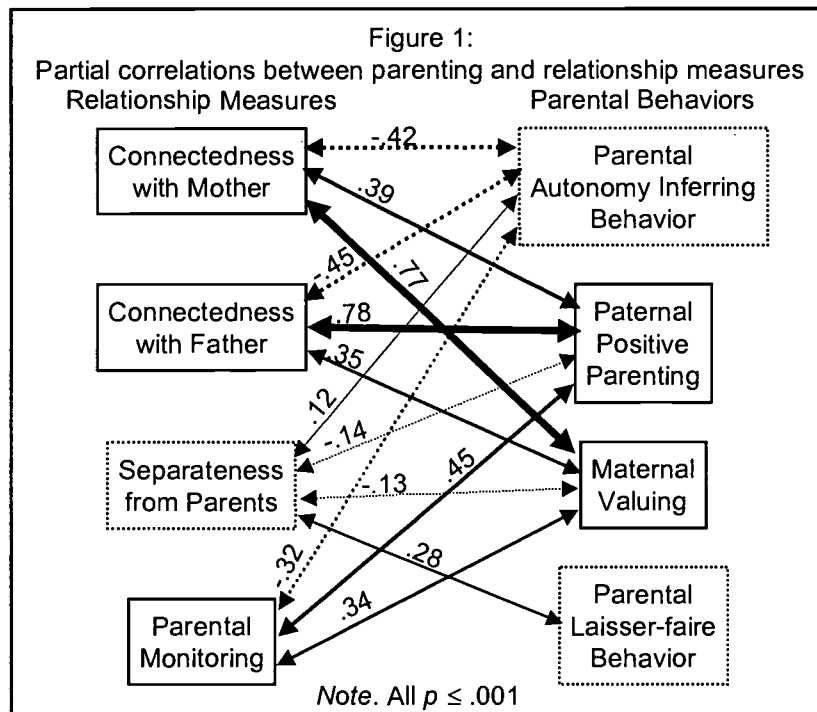 Figure 1:
Partial correlations between parenting and relationship measures
Relationship Measures
Parental Behaviors
Connectedness
with Mother
Connectedness
with Father
Separateness
from Parents
Parental
Monitoring
-.42
.39
-.45
.77
.78
.35
.12
-.14
-.13
.45
-.32
.28
.34
Parental
Autonomy Inferring
Behavior
Paternal
Positive
Parenting
Maternal
Valuing
Parental
Laisser-faire
Behavior
Note. All p ≤ .001